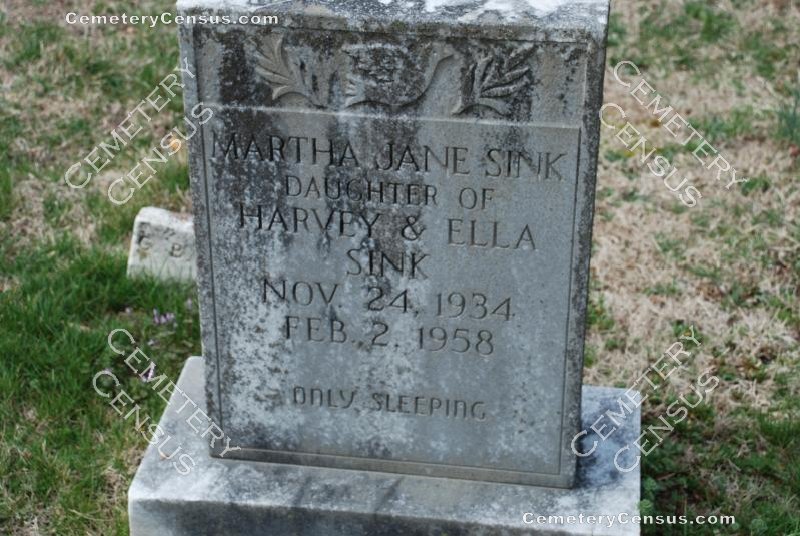 CemeteryCensus.com
CEMETERY
CENSUS
CEMETERY
CENSUS
MARTHA JANE SINK
DAUGHTER OF
HARVEY & ELLA
SINK
NOV. 24, 1934
FEB. 2, 1958
ONLY SLEEPING
CEMETERY
CENSUS
CEMETERY
CENSUS
CemeteryCensus.com